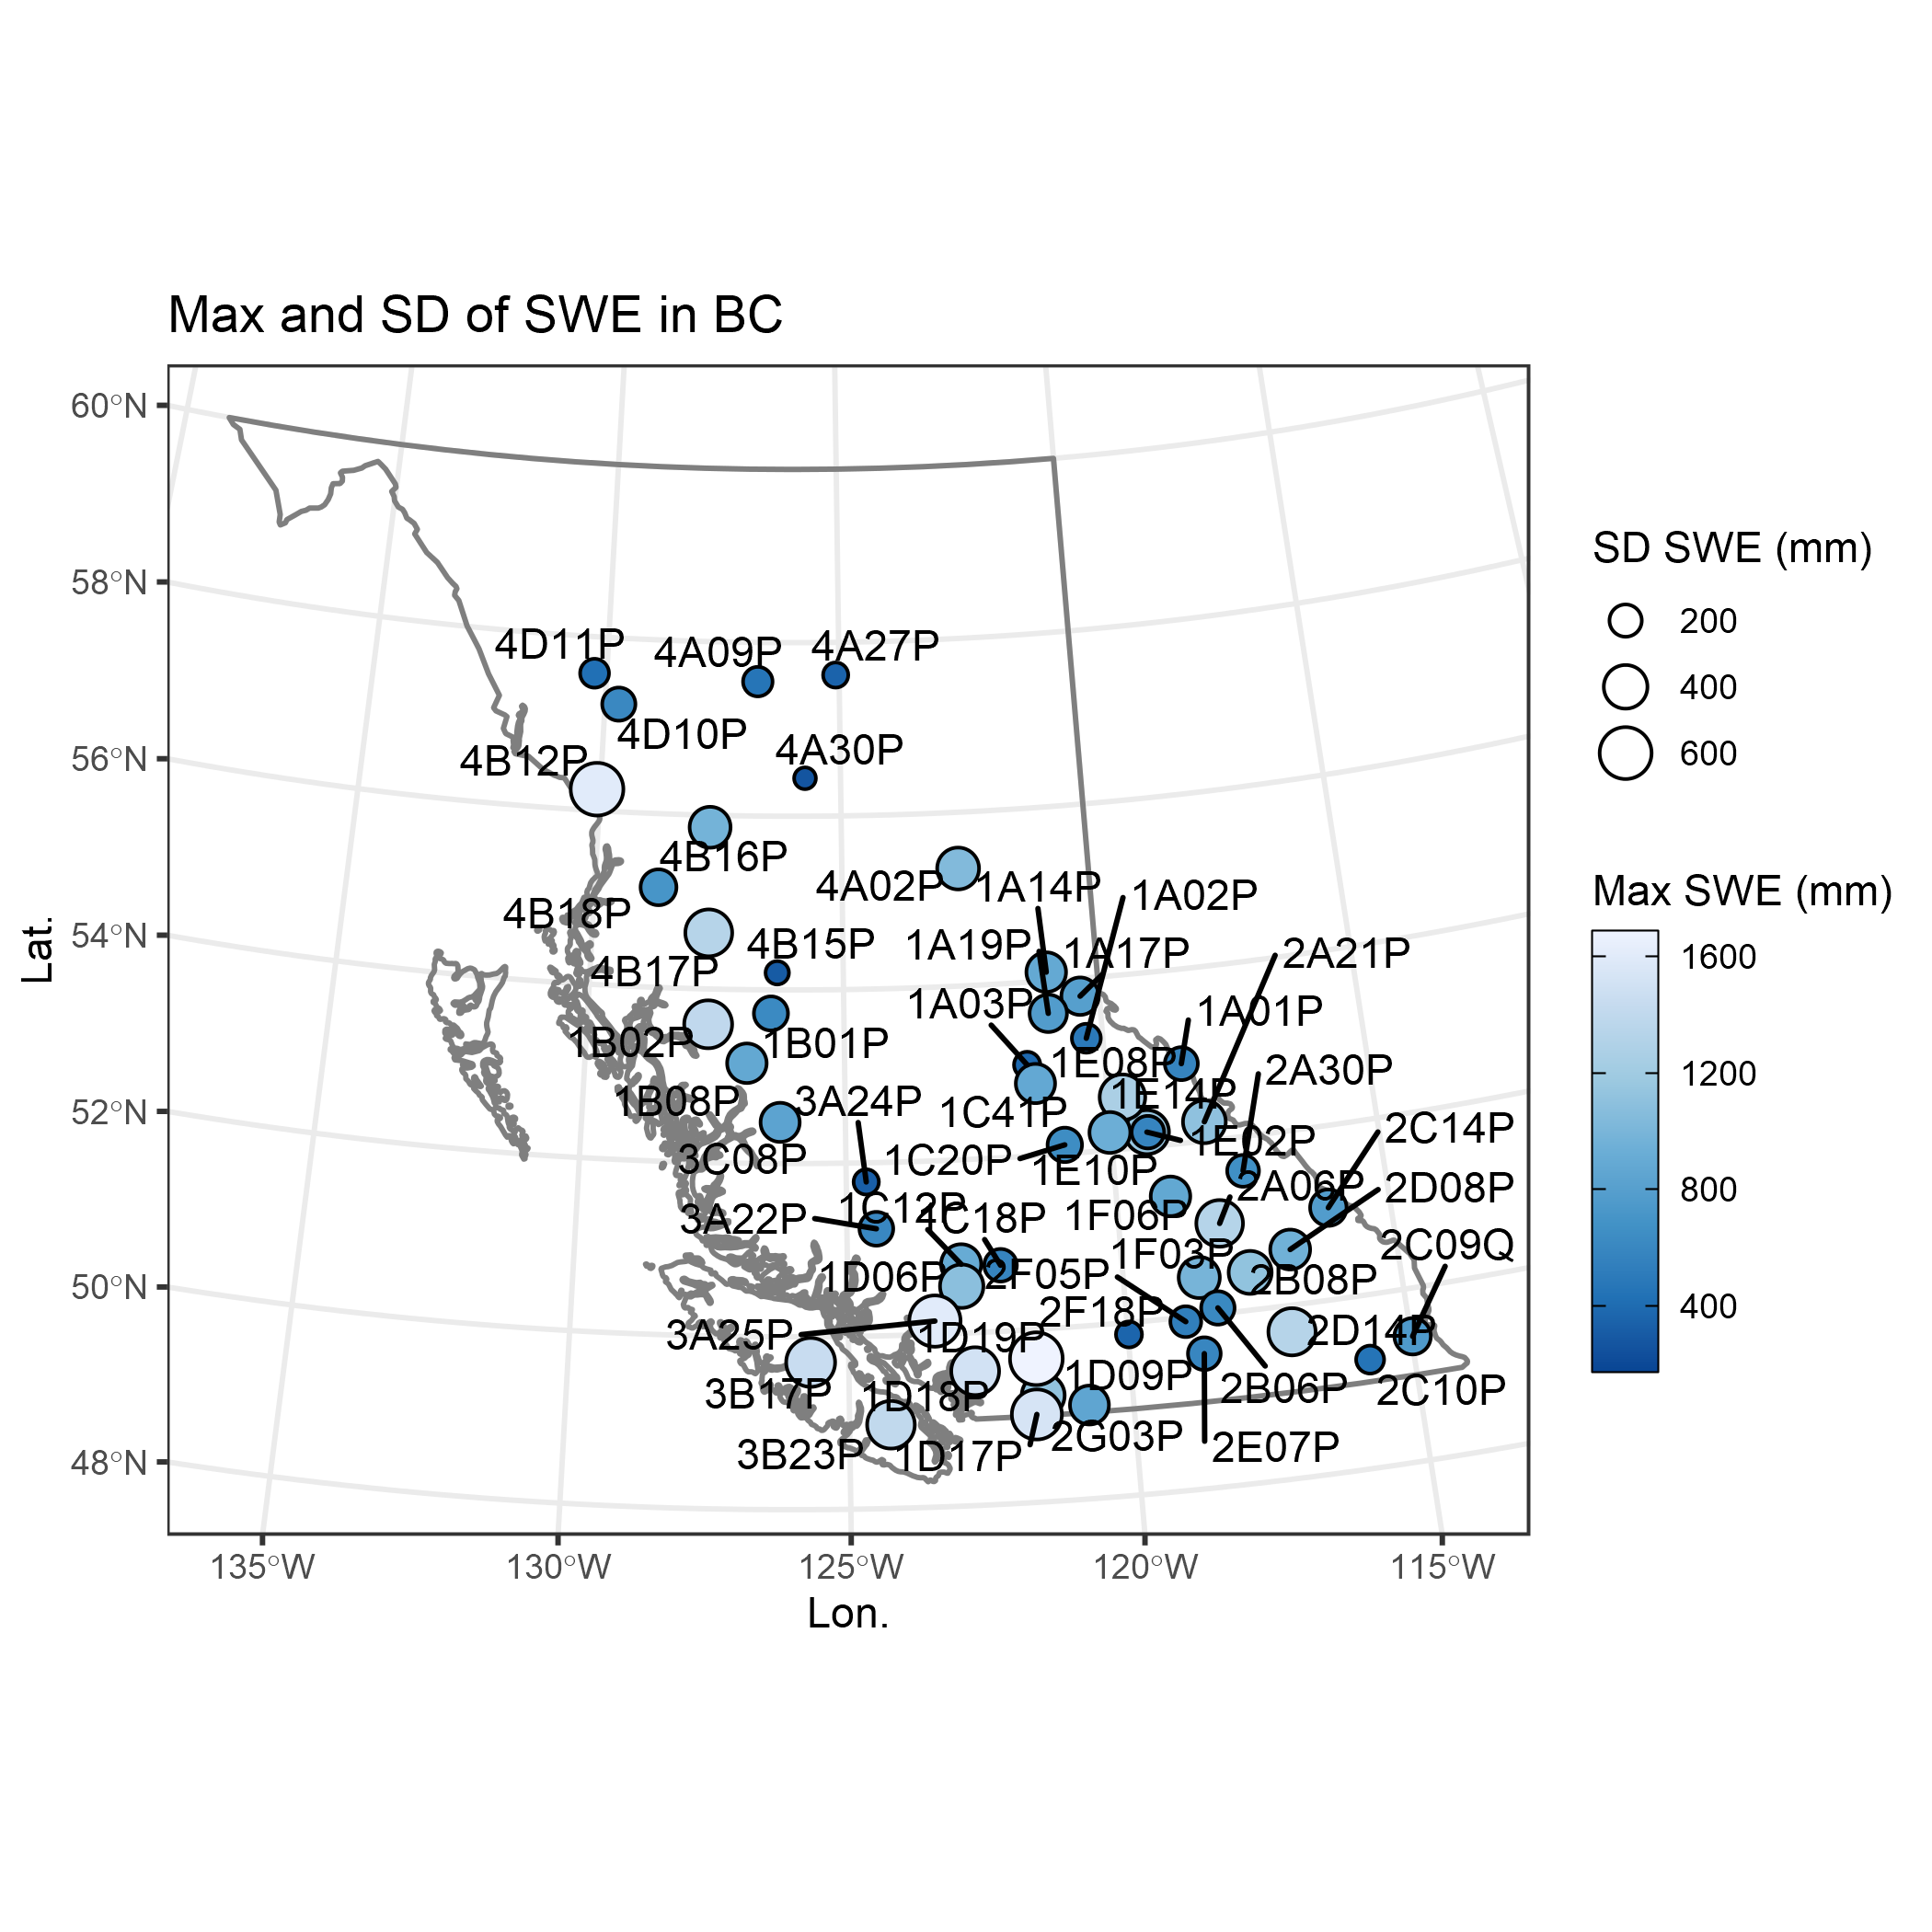 Max and SD of SWE in BC
60°N
58°N
56°N
54°N
52°N
50°N
48°N
Lat.
4D11P
4A09P
4A27P
4D10P
4B12P
4A30P
4B16P
4A02P
1A14P
1A02P
4B18P
4B15P
1A19P
1A17P
2A21P
4B17P
1A03P
1A01P
1B02P
1B01P
1E08P
2A30P
1B08P
3A24P
1C41P
1E14P
2C14P
3C08P
1C20P
1E10P
1E02P
2A06P
2D08P
3A22P
1C12P
1C18P
1F06P
2C09Q
1D06P
2F05P
1F03P
2B08P
3A25P
1D19P
2F18P
2D14P
3B17P
1D18P
1D09P
2B06P
2C10P
3B23P
1D17P
2G03P
2E07P
135°W
130°W
125°W
120°W
115°W
Lon.
SD SWE (mm)
200
400
600
Max SWE (mm)
1600
1200
800
400